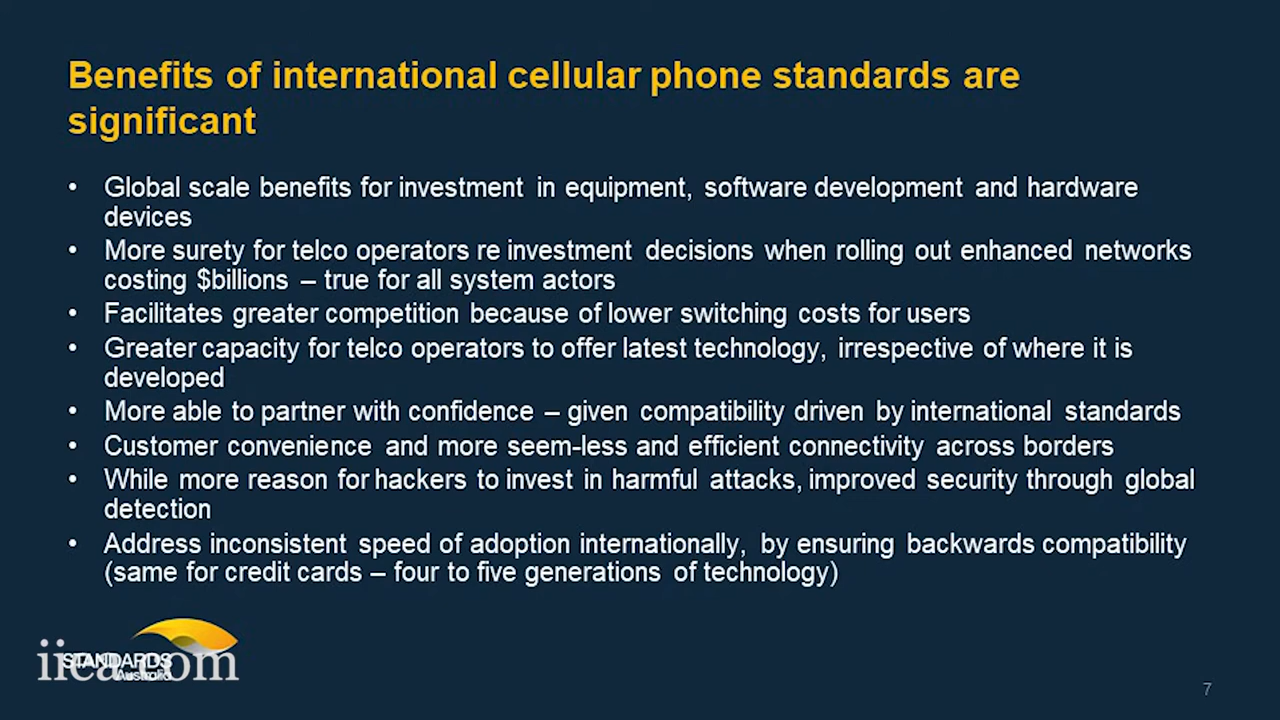 Benefits of international cellular phone standards are
significant
• Global scale benefits for investment in equipment, software development and hardware
devices
• More surety for telco operators re investment decisions when rolling out enhanced networks
costing $billions – true for all system actors
• Facilitates greater competition because of lower switching costs for users
• Greater capacity for telco operators to offer latest technology, irrespective of where it is
developed
• More able to partner with confidence – given compatibility driven by international standards
• Customer convenience and more seem-less and efficient connectivity across borders
• While more reason for hackers to invest in harmful attacks, improved security through global
detection
• Address inconsistent speed of adoption internationally, by ensuring backwards compatibility
(same for credit cards – four to five generations of technology)
iiea.com
STANDARDS
Australia
7